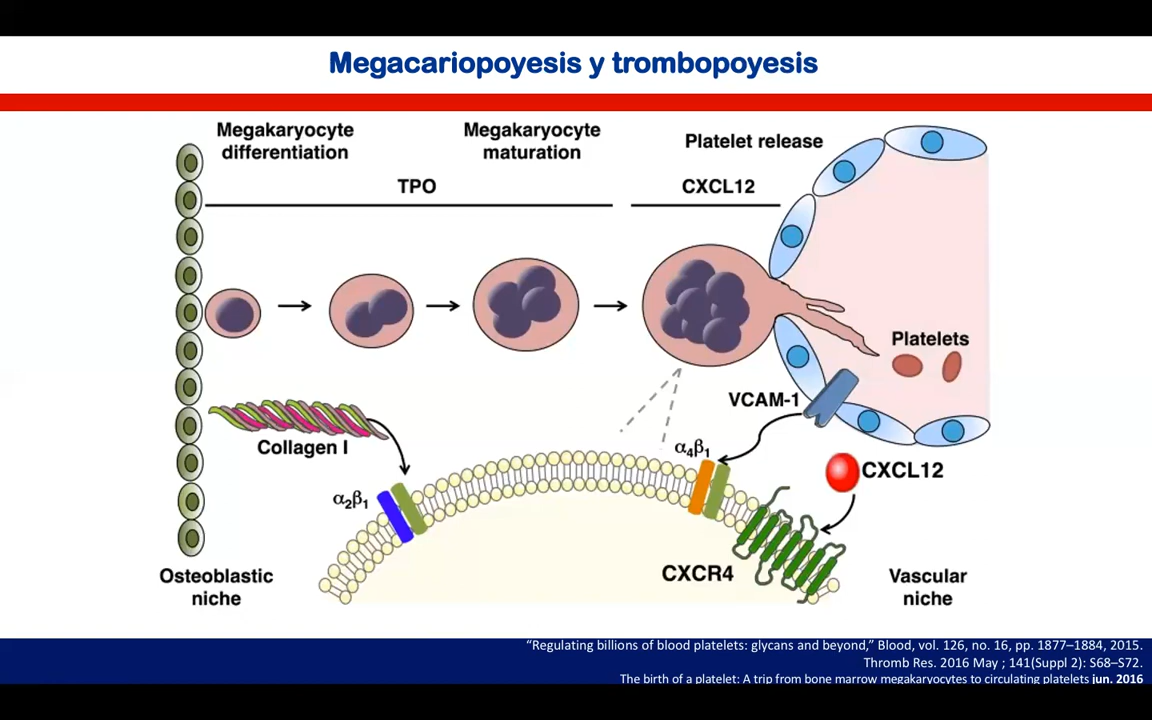 Megacariopoyesis y trombopoyesis
Megakaryocyte
differentiation
Megakaryocyte
maturation
Platelet release
TPO
CXCL12
Platelets
VCAM-1
Collagen I
α4β1
α2β1
CXCL12
CXCR4
Osteoblastic
niche
Vascular
niche
“Regulating billions of blood platelets: glycans and beyond,” Blood, vol. 126, no. 16, pp. 1877–1884, 2015.
Thromb Res. 2016 May ; 141(Suppl 2): S68–S72.
The birth of a platelet: A trip from bone marrow megakaryocytes to circulating platelets jun. 2016